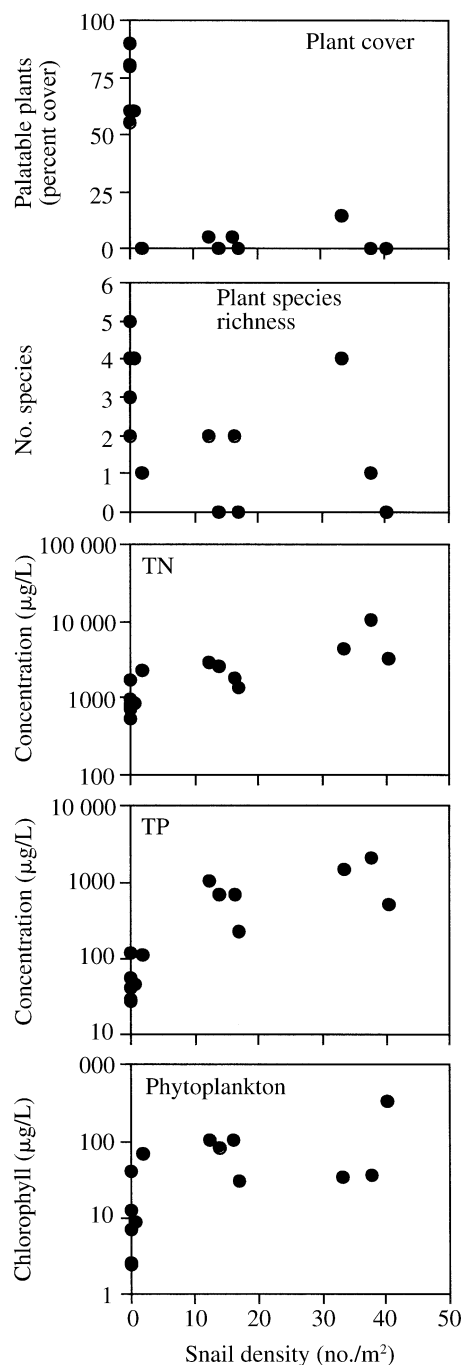 Plant cover
Palatable plants
(percent cover)
100
75
50
25
0
Plant species
richness
No. species
6
5
4
3
2
1
0
TN
Concentration (µg/L)
100 000
10 000
1000
100
TP
Concentration (µg/L)
10 000
1000
100
10
Phytoplankton
Chlorophyll (µg/L)
000
100
10
1
0 10 20 30 40 50
Snail density (no./m²)